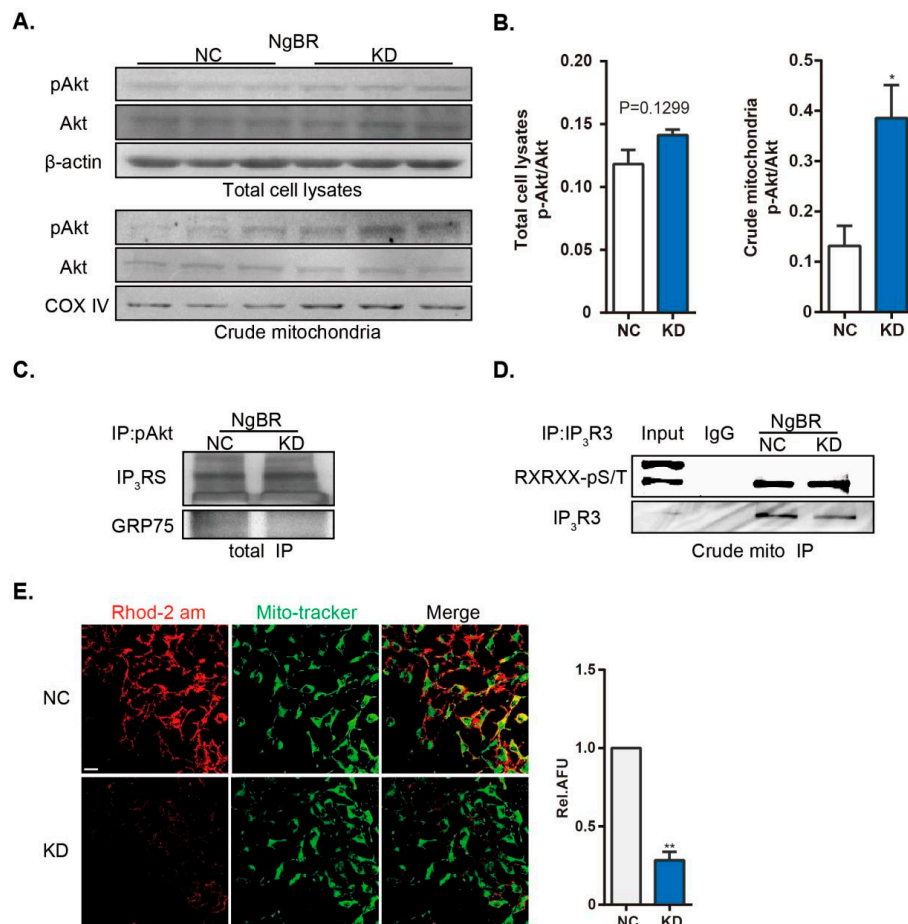 A.
NgBR
NC KD
pAkt
Akt
β-actin
Total cell lysates
pAkt
Akt
COX IV
Crude mitochondria
B.
Total cell lysates
p-Akt/Akt
0.20
0.15
0.10
0.05
0
P=0.1299
NC KD
Crude mitochondria
p-Akt/Akt
0.5
0.4
0.3
0.2
0.1
0
*
NC KD
C.
IP:pAkt
NgBR
NC KD
IP₃RS
GRP75
total IP
D.
IP:IP₃R3 Input IgG
NgBR
NC KD
RXRXX-pS/T
IP₃R3
Crude mito IP
E.
Rhod-2 am Mito-tracker Merge
NC
KD
Rel.AFU
1.5
1.0
0.5
0
**
NC KD